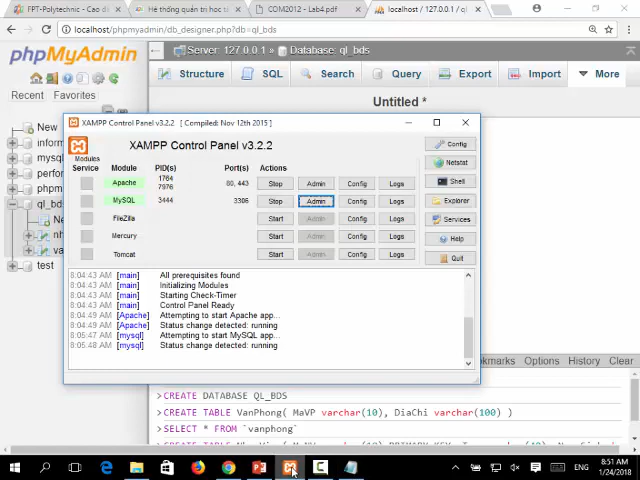 FPT-Polytechnic - Cao đ
Hệ thống quản trị học t
COM2012 - Lab4.pdf
localhost / 127.0.0.1 / q
localhost/phpmyadmin/db_designer.php?db=ql_bds
phpMyAdmin
Recent Favorites
New
inform
mysq
perfo
phpm
ql_bd
Ne
nh
va
test
Server: 127.0.0.1 » Database: ql_bds
Structure SQL Search Query Export Import More
Untitled *
XAMPP Control Panel v3.2.2 [ Compiled: Nov 12th 2015 ]
XAMPP Control Panel v3.2.2
Modules
Service Module PID(s) Port(s) Actions
Apache 1764 7976 80, 443 Stop Admin Config Logs
MySQL 3444 3306 Stop Admin Config Logs
FileZilla Start Admin Config Logs
Mercury Start Admin Config Logs
Tomcat Start Admin Config Logs
Config
Netstat
Shell
Explorer
Services
Help
Quit
8:04:43 AM [main] All prerequisites found
8:04:43 AM [main] Initializing Modules
8:04:43 AM [main] Starting Check-Timer
8:04:43 AM [main] Control Panel Ready
8:04:49 AM [Apache] Attempting to start Apache app...
8:04:49 AM [Apache] Status change detected: running
8:05:47 AM [mysql] Attempting to start MySQL app...
8:05:48 AM [mysql] Status change detected: running
okmarks Options History Clear
>CREATE DATABASE QL_BDS
>CREATE TABLE VanPhong( MaVP varchar(10), DiaChi varchar(100) )
>SELECT * FROM `vanphong`
ENG
8:51 AM
1/24/2018